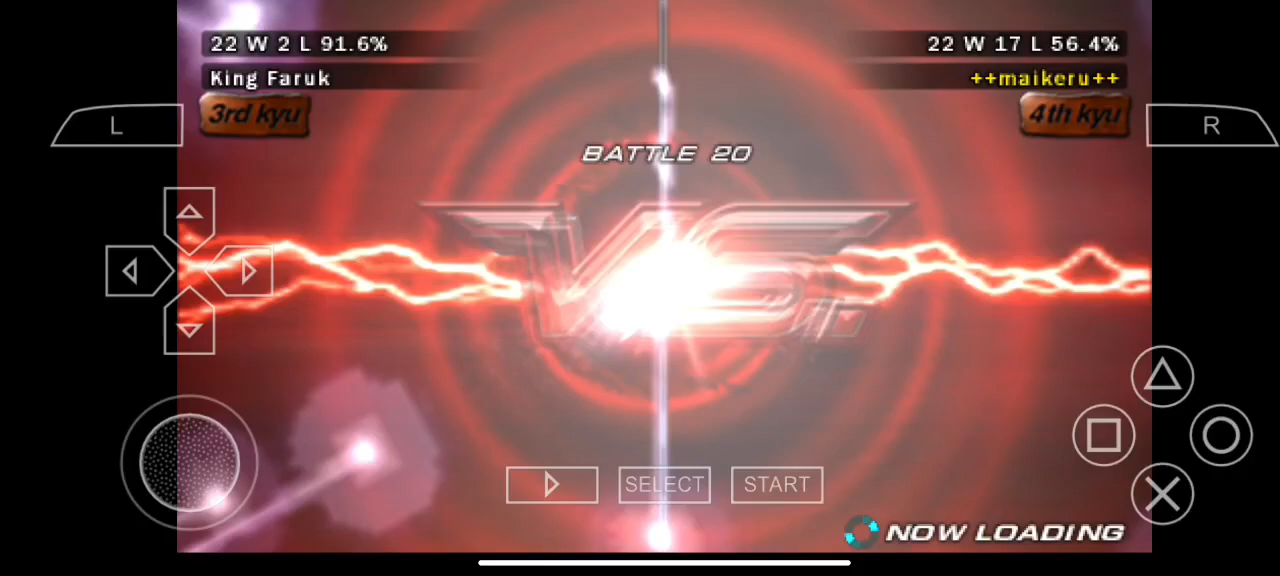 22 W 2 L 91.6%
King Faruk
3rd kyu
22 W 17 L 56.4%
++maikeru++
4th kyu
L
R
BATTLE 20
VS
SELECT
START
NOW LOADING